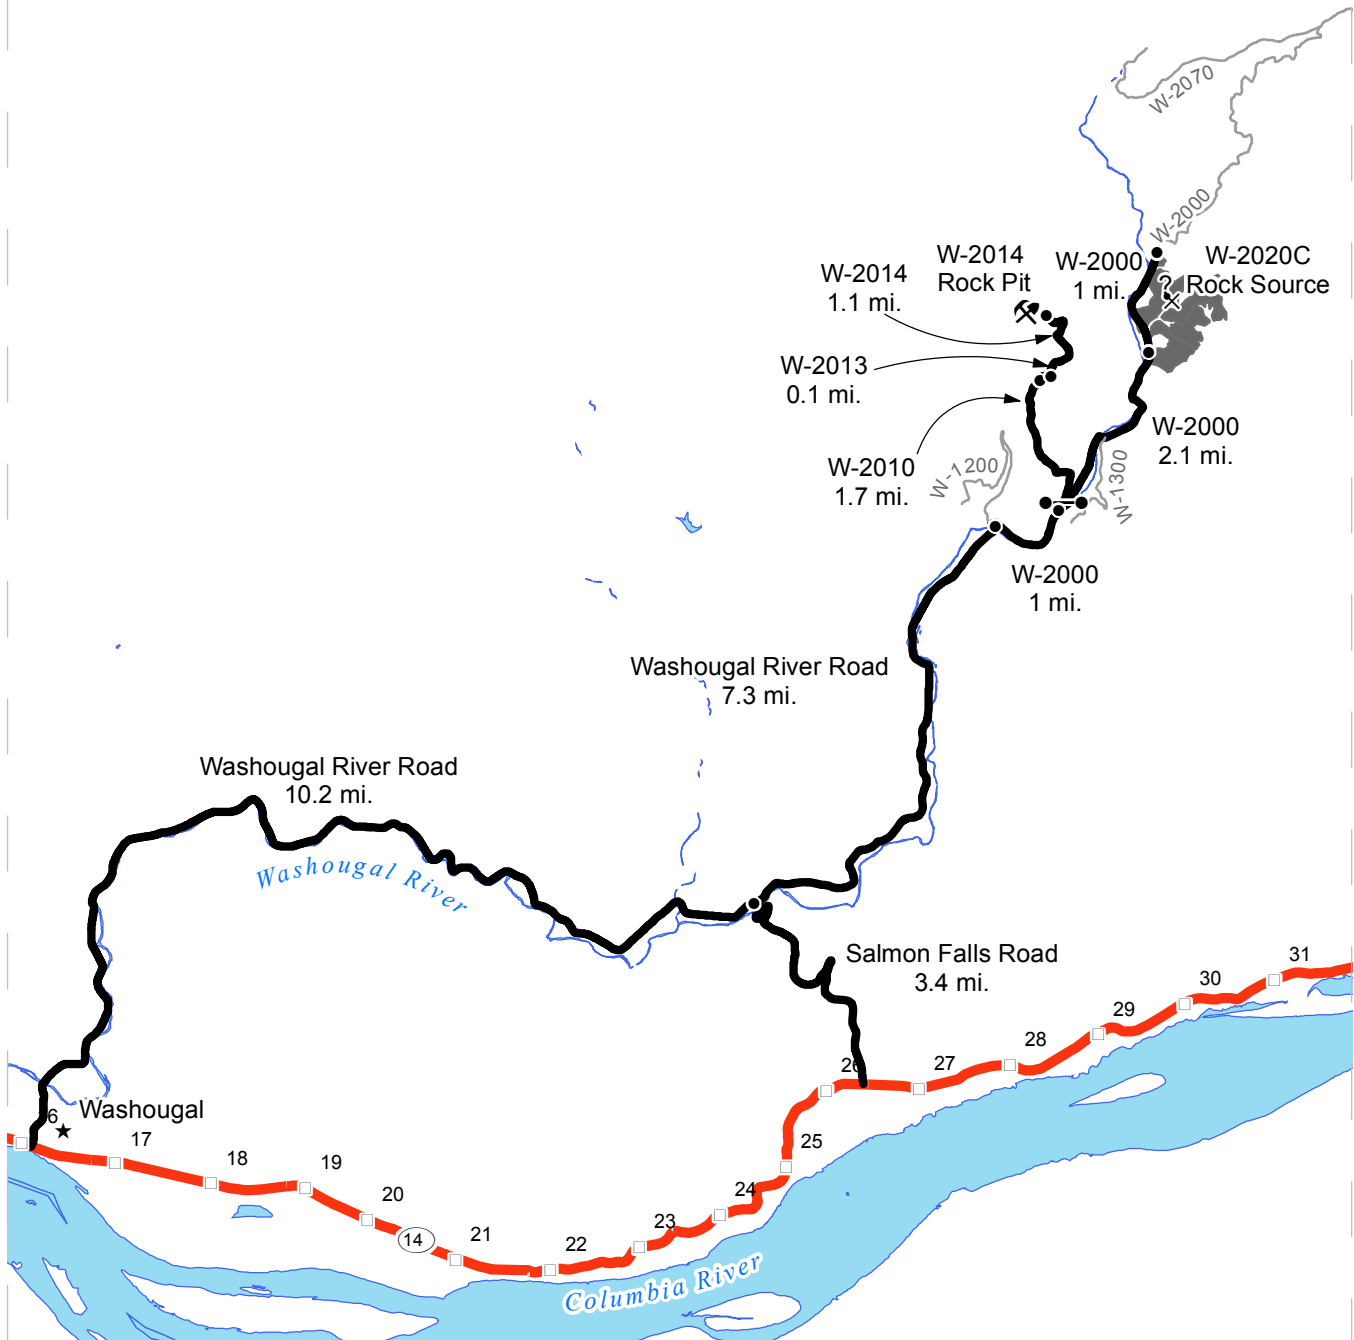 W-2070
W-2000
W-2014
Rock Pit
W-2000
1 mi.
W-2020C
Rock Source
?
W-2014
1.1 mi.
W-2013
0.1 mi.
W-2010
1.7 mi.
W-1200
W-1300
W-2000
2.1 mi.
W-2000
1 mi.
Washougal River Road
7.3 mi.
Washougal River Road
10.2 mi.
Washougal River
Salmon Falls Road
3.4 mi.
31
30
29
28
27
26
25
24
23
22
21
14
20
19
18
17
6
Washougal
Columbia River